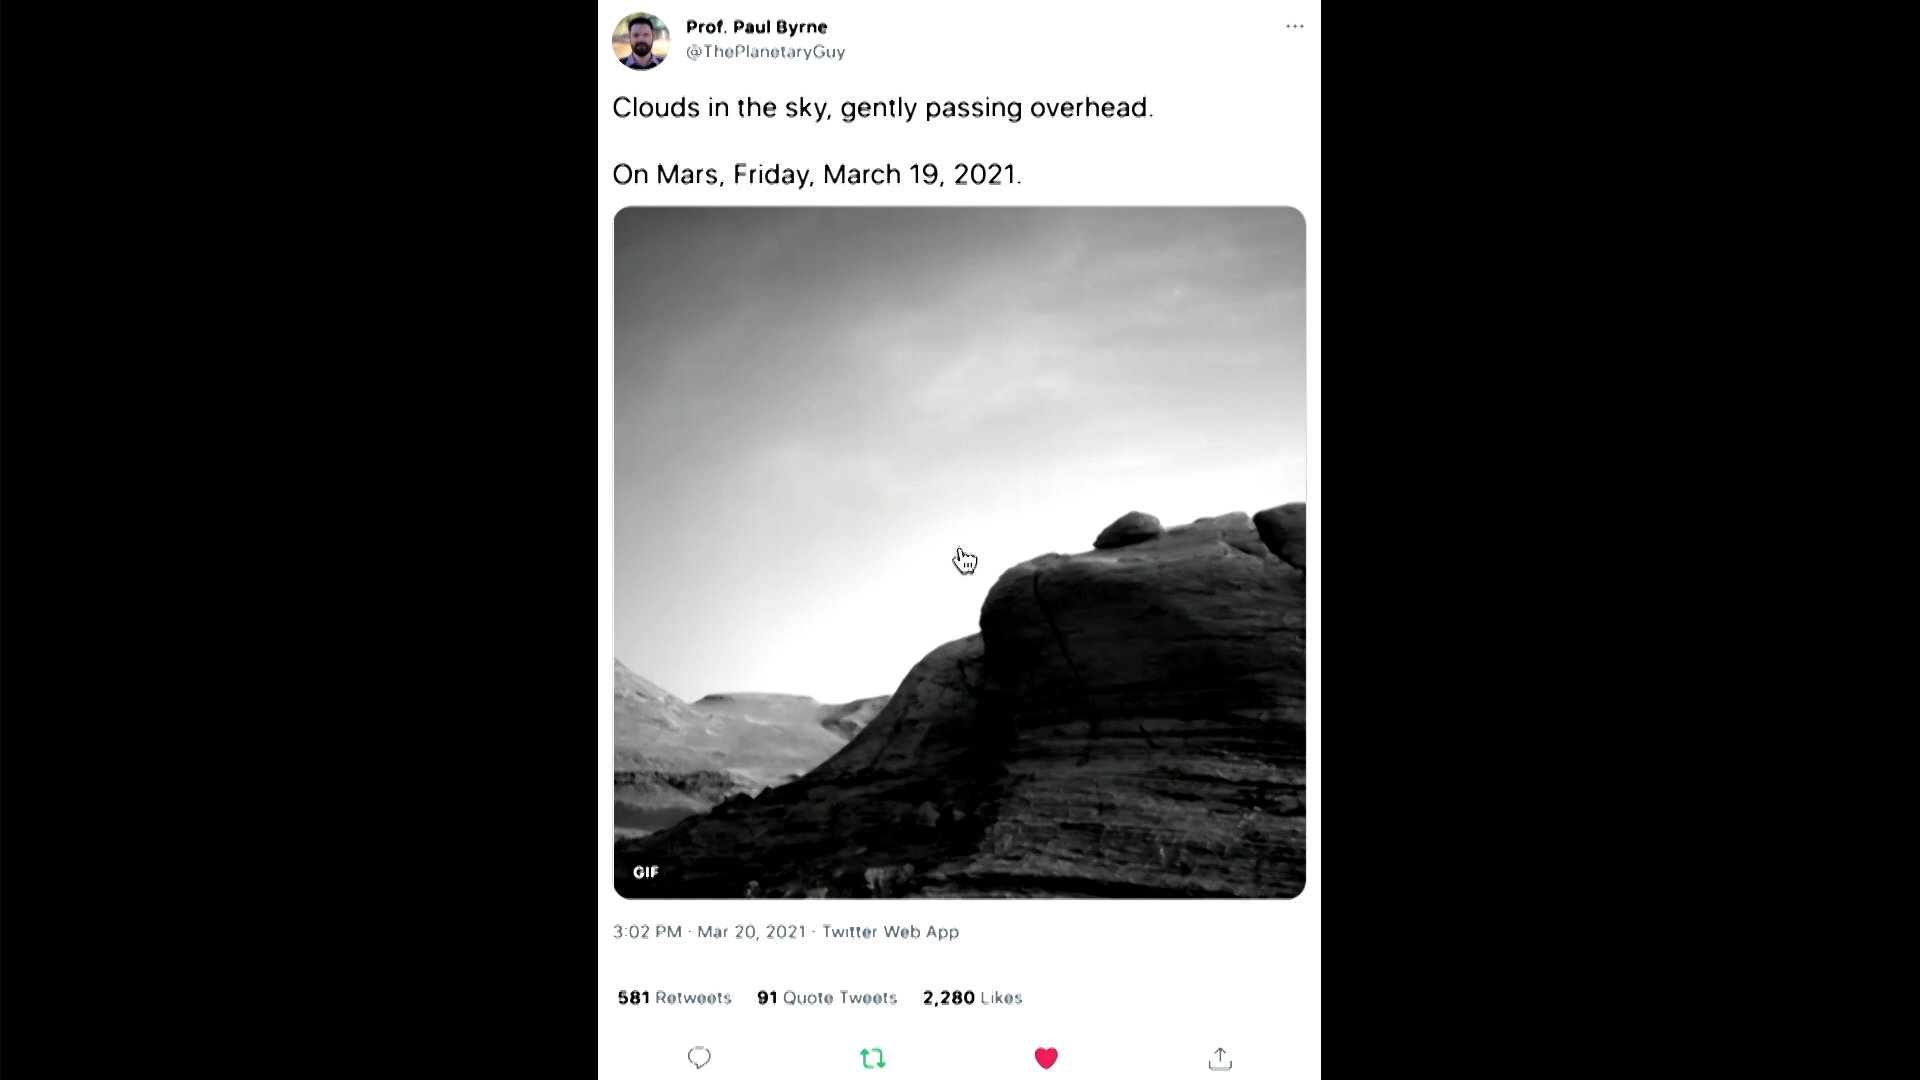 Prof. Paul Byrne
@ThePlanetaryGuy
Clouds in the sky, gently passing overhead.
On Mars, Friday, March 19, 2021.
GIF
3:02 PM · Mar 20, 2021 · Twitter Web App
581 Retweets 91 Quote Tweets 2,280 Likes